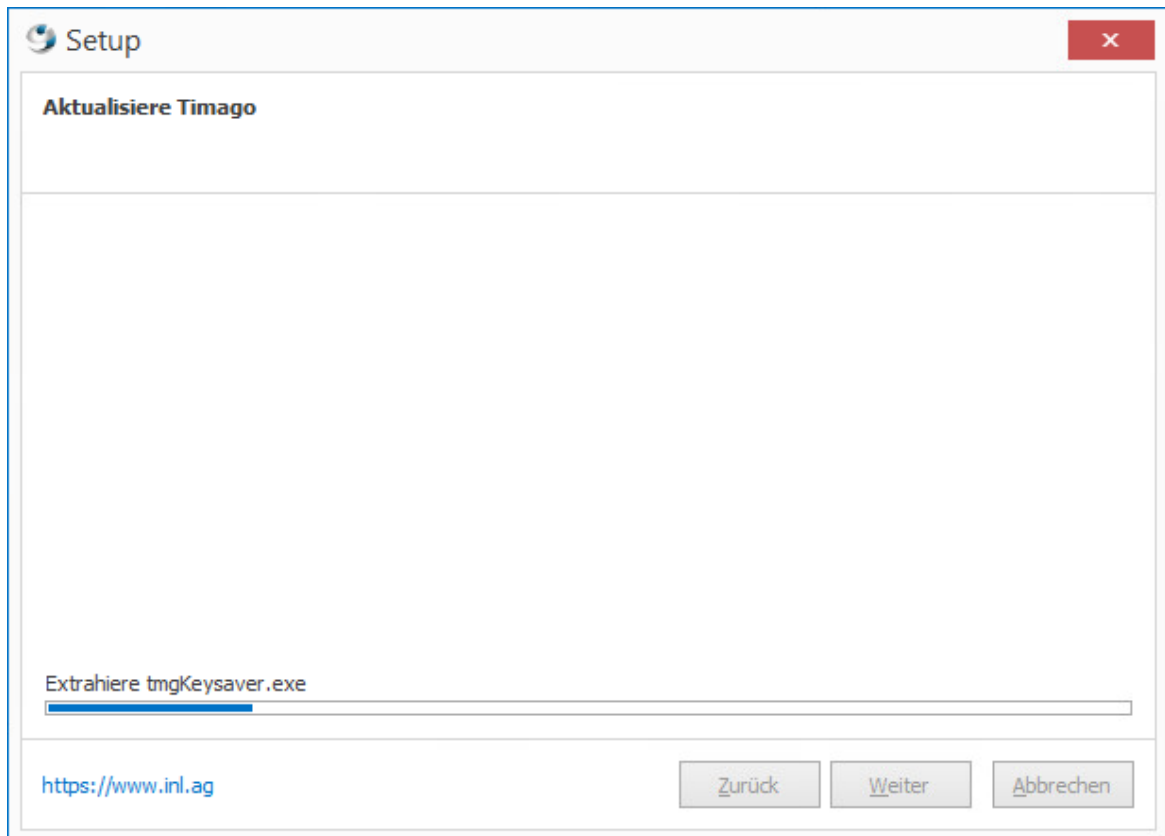 Setup
Aktualisiere Timago
Extrahiere tmgKeysaver.exe
https://www.inl.ag
Zurück Weiter Abbrechen